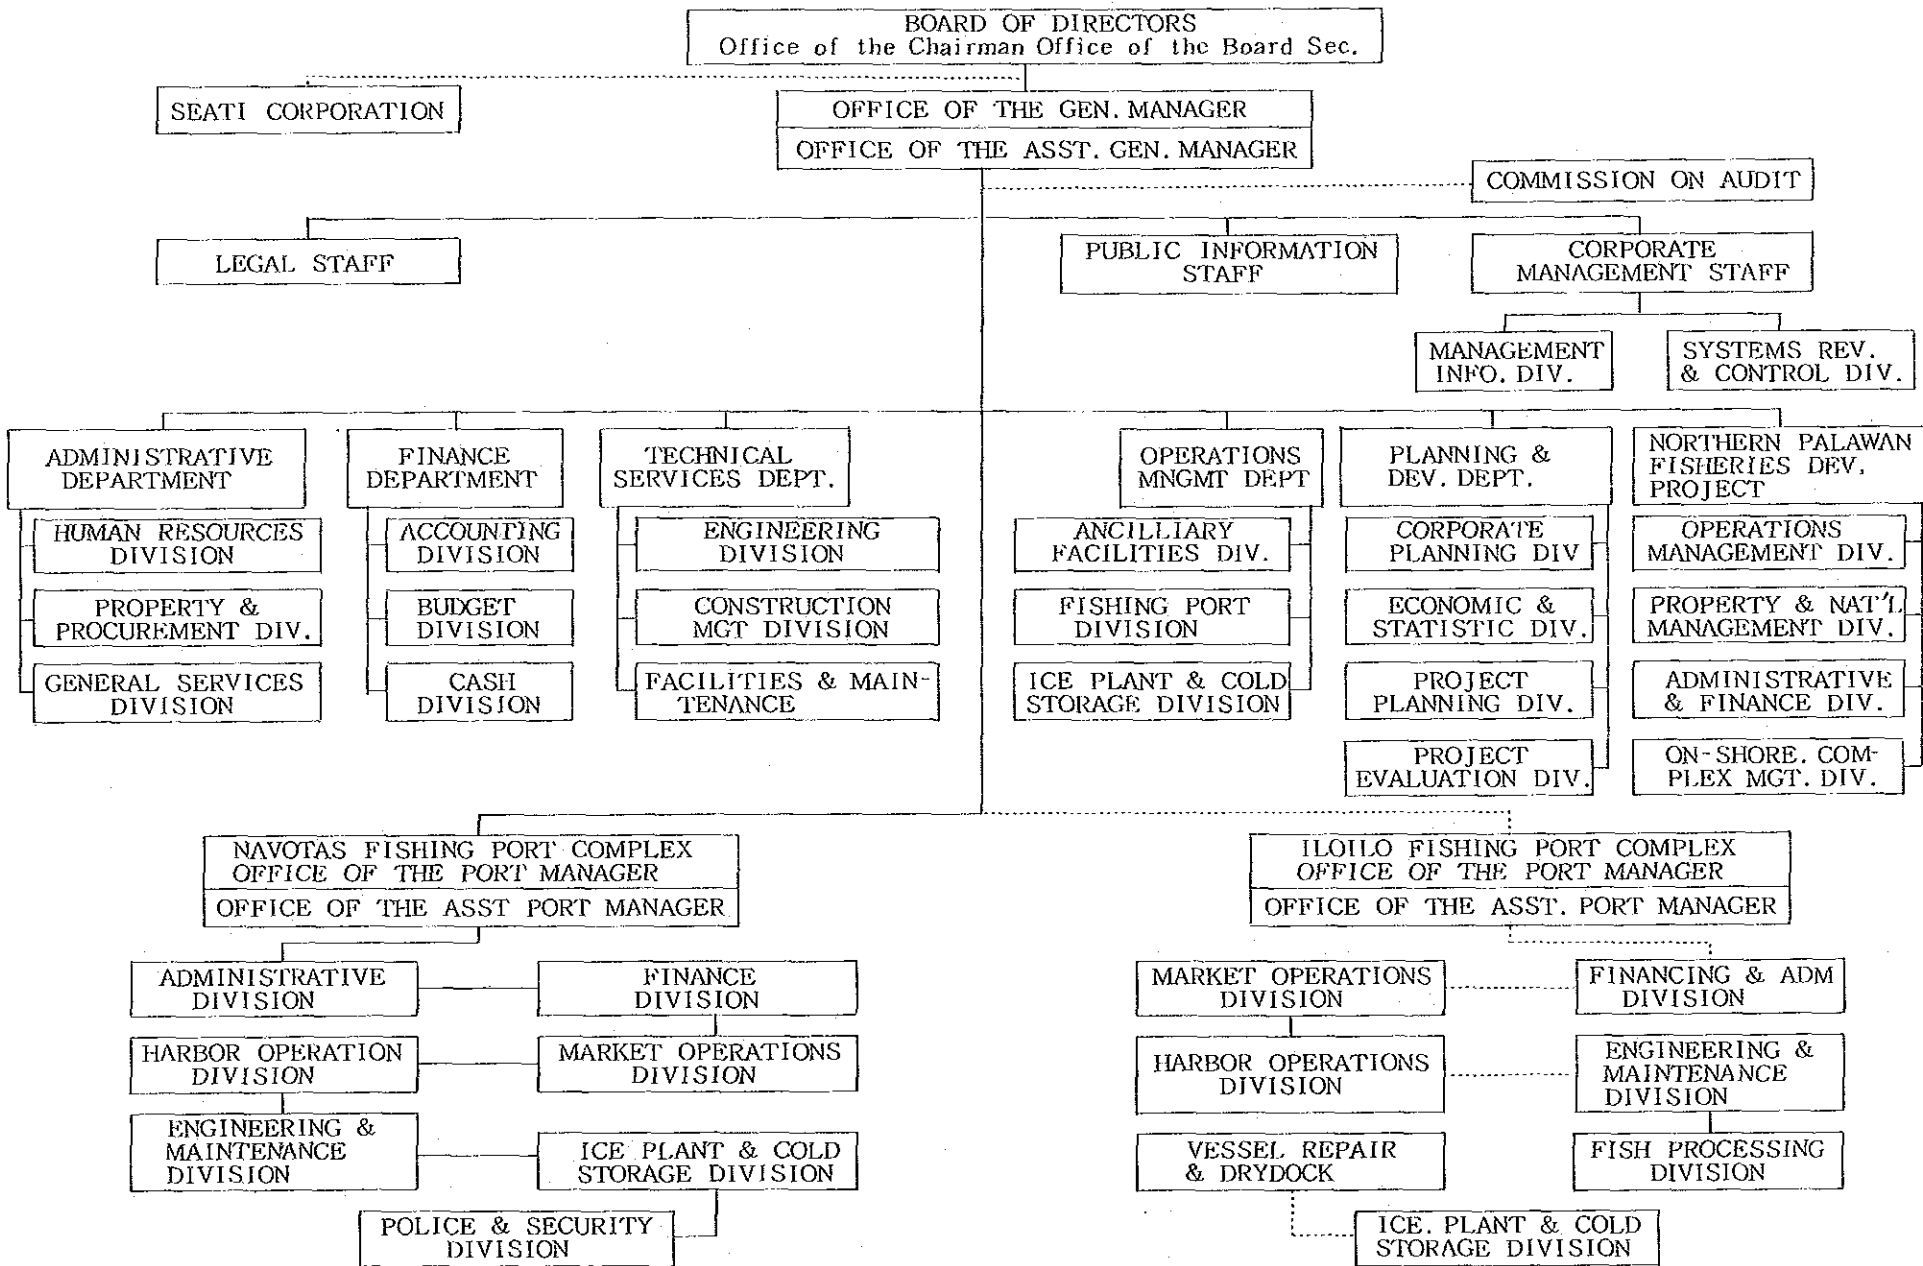 BOARD OF DIRECTORS
Office of the Chairman Office of the Board Sec.
SEATI CORPORATION
OFFICE OF THE GEN. MANAGER
OFFICE OF THE ASST. GEN. MANAGER
COMMISSION ON AUDIT
LEGAL STAFF
PUBLIC INFORMATION
STAFF
CORPORATE
MANAGEMENT STAFF
MANAGEMENT
INFO. DIV.
SYSTEMS REV.
& CONTROL DIV.
ADMINISTRATIVE
DEPARTMENT
HUMAN RESOURCES
DIVISION
PROPERTY &
PROCUREMENT DIV.
GENERAL SERVICES
DIVISION
FINANCE
DEPARTMENT
ACCOUNTING
DIVISION
BUDGET
DIVISION
CASH
DIVISION
TECHNICAL
SERVICES DEPT.
ENGINEERING
DIVISION
CONSTRUCTION
MGT DIVISION
FACILITIES & MAIN-
TENANCE
OPERATIONS
MNGMT DEPT
ANCILLIARY
FACILITIES DIV.
FISHING PORT
DIVISION
ICE PLANT & COLD
STORAGE DIVISION
PLANNING &
DEV. DEPT.
CORPORATE
PLANNING DIV
ECONOMIC &
STATISTIC DIV.
PROJECT
PLANNING DIV.
PROJECT
EVALUATION DIV.
NORTHERN PALAWAN
FISHERIES DEV.
PROJECT
OPERATIONS
MANAGEMENT DIV.
PROPERTY & NAT'L
MANAGEMENT DIV.
ADMINISTRATIVE
& FINANCE DIV.
ON-SHORE. COM-
PLEX MGT. DIV.
NAVOTAS FISHING PORT COMPLEX
OFFICE OF THE PORT MANAGER
OFFICE OF THE ASST PORT MANAGER
ADMINISTRATIVE
DIVISION
FINANCE
DIVISION
HARBOR OPERATION
DIVISION
MARKET OPERATIONS
DIVISION
ENGINEERING &
MAINTENANCE
DIVISION
ICE PLANT & COLD
STORAGE DIVISION
POLICE & SECURITY
DIVISION
ILOILO FISHING PORT COMPLEX
OFFICE OF THE PORT MANAGER
OFFICE OF THE ASST. PORT MANAGER
MARKET OPERATIONS
DIVISION
FINANCING & ADM
DIVISION
HARBOR OPERATIONS
DIVISION
ENGINEERING &
MAINTENANCE
DIVISION
VESSEL REPAIR
& DRYDOCK
FISH PROCESSING
DIVISION
ICE. PLANT & COLD
STORAGE DIVISION